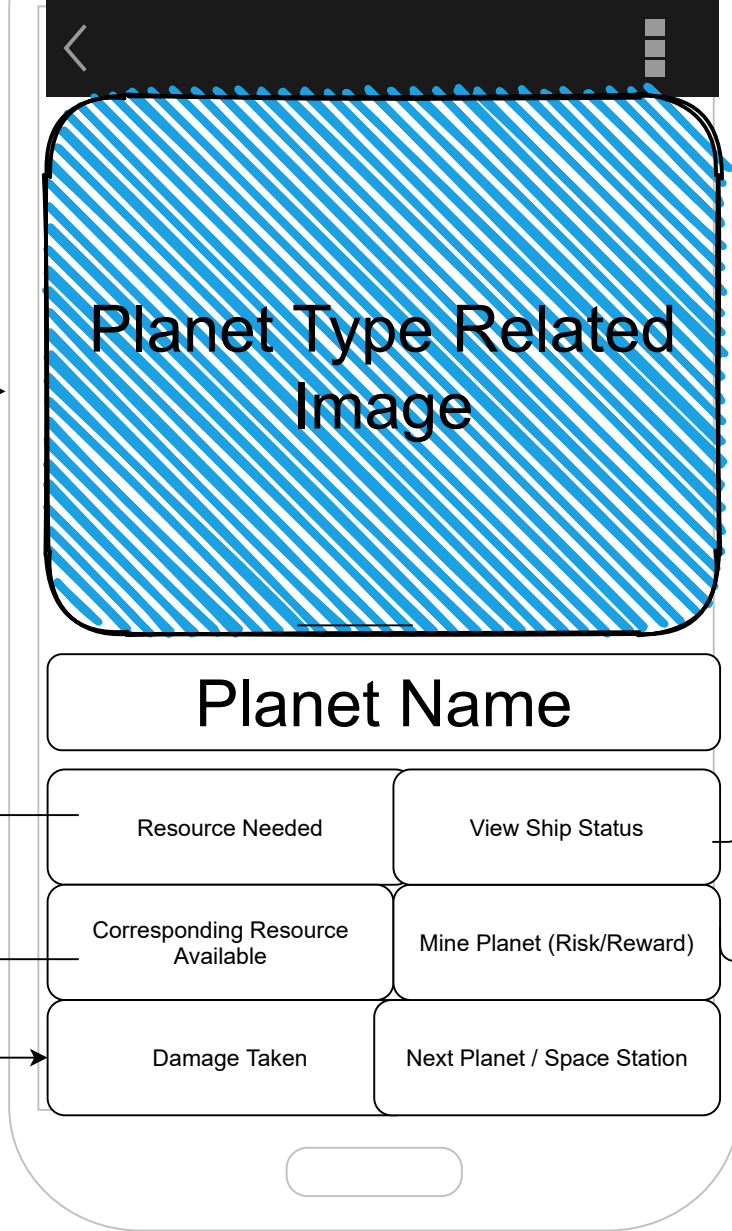 Planet Type Related
Image
Planet Name
Resource Needed
View Ship Status
Corresponding Resource
Available
Mine Planet (Risk/Reward)
Damage Taken
Next Planet / Space Station